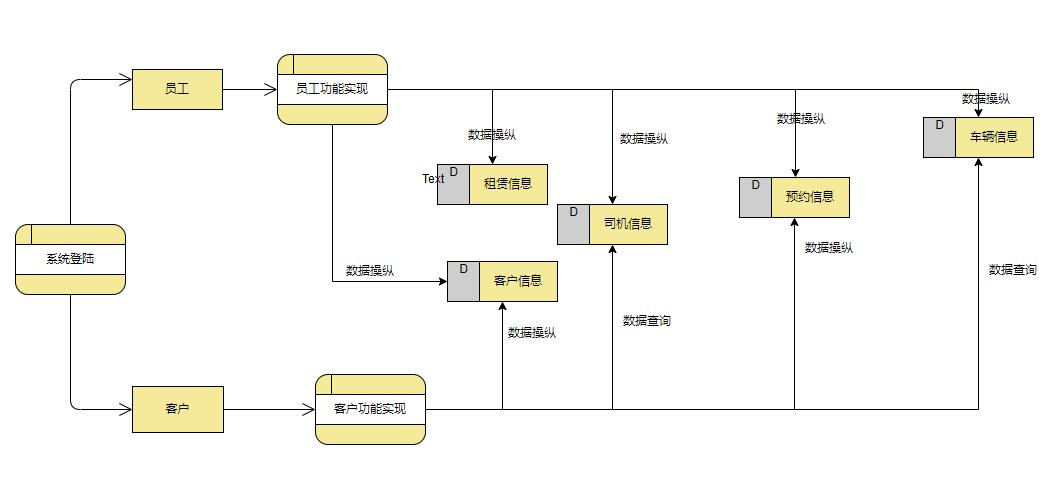 员工
员工功能实现
数据操纵
数据操纵
数据操纵
数据操纵
D
车辆信息
Text
D
租赁信息
D
预约信息
D
司机信息
数据操纵
系统登陆
数据操纵
D
客户信息
数据查询
数据操纵
数据查询
客户
客户功能实现